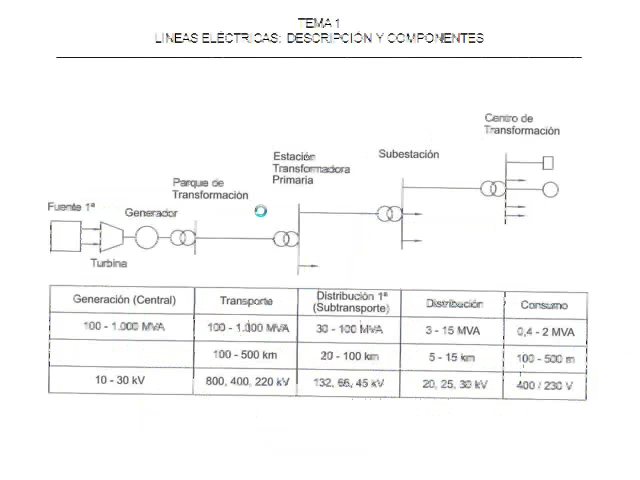 TEMA 1
LÍNEAS ELÉCTRICAS: DESCRIPCIÓN Y COMPONENTES
Centro de
Transformación
Subestación
Estación
Transformadora
Primaria
Parque de
Transformación
Fuente 1ª
Generador
Turbina
Generación (Central) Transporte Distribución 1ª (Subtransporte) Distribución Consumo
100 - 1.000 MVA 100 - 1.000 MVA 30 - 100 MVA 3 - 15 MVA 0,4 - 2 MVA
100 - 500 km 20 - 100 km 5 - 15 km 100 - 500 m
10 - 30 kV 800, 400, 220 kV 132, 66, 45 kV 20, 25, 30 kV 400 / 230 V